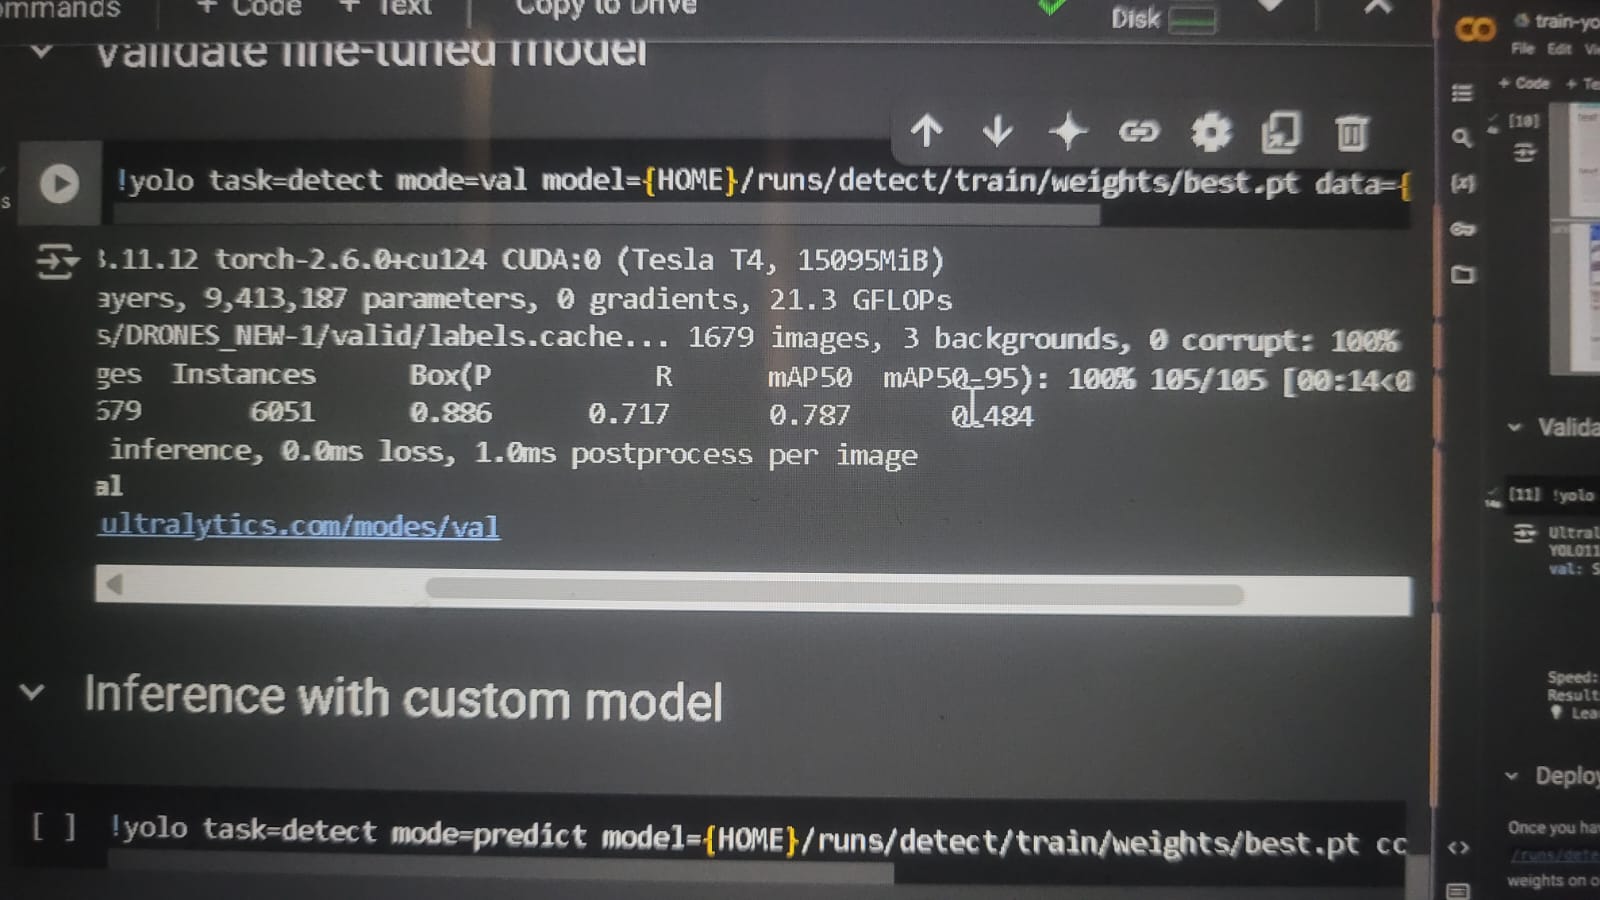 + Code + Text Copy to Drive
Disk
Validate fine-tuned model
!yolo task=detect mode=val model={HOME}/runs/detect/train/weights/best.pt data={
s
3.11.12 torch-2.6.0+cu124 CUDA:0 (Tesla T4, 15095MiB)
ayers, 9,413,187 parameters, 0 gradients, 21.3 GFLOPs
s/DRONES_NEW-1/valid/labels.cache... 1679 images, 3 backgrounds, 0 corrupt: 100%
ges Instances Box(P R mAP50 mAP50-95): 100% 105/105 [00:14<0
679 6051 0.886 0.717 0.787 0.484
inference, 0.0ms loss, 1.0ms postprocess per image
al
ultralytics.com/modes/val
Inference with custom model
[ ] !yolo task=detect mode=predict model={HOME}/runs/detect/train/weights/best.pt cc
CO train-yo
File Edit Vi
+ Code + Te
[10]
{x}
Valida
[11] !yolo
Ultral
YOLO11
val: S
Speed:
Result
Lea
Deploy
Once you ha
/runs/dete
weights on o
<>